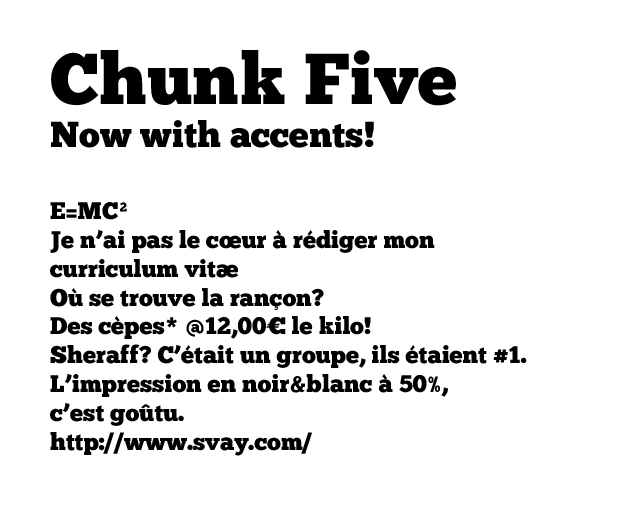 Chunk Five
Now with accents!
E=MC²
Je n’ai pas le cœur à rédiger mon
curriculum vitæ
Où se trouve la rançon?
Des cèpes* @12,00€ le kilo!
Sheraff? C’était un groupe, ils étaient #1.
L’impression en noir&blanc à 50%,
c’est goûtu.
http://www.svay.com/